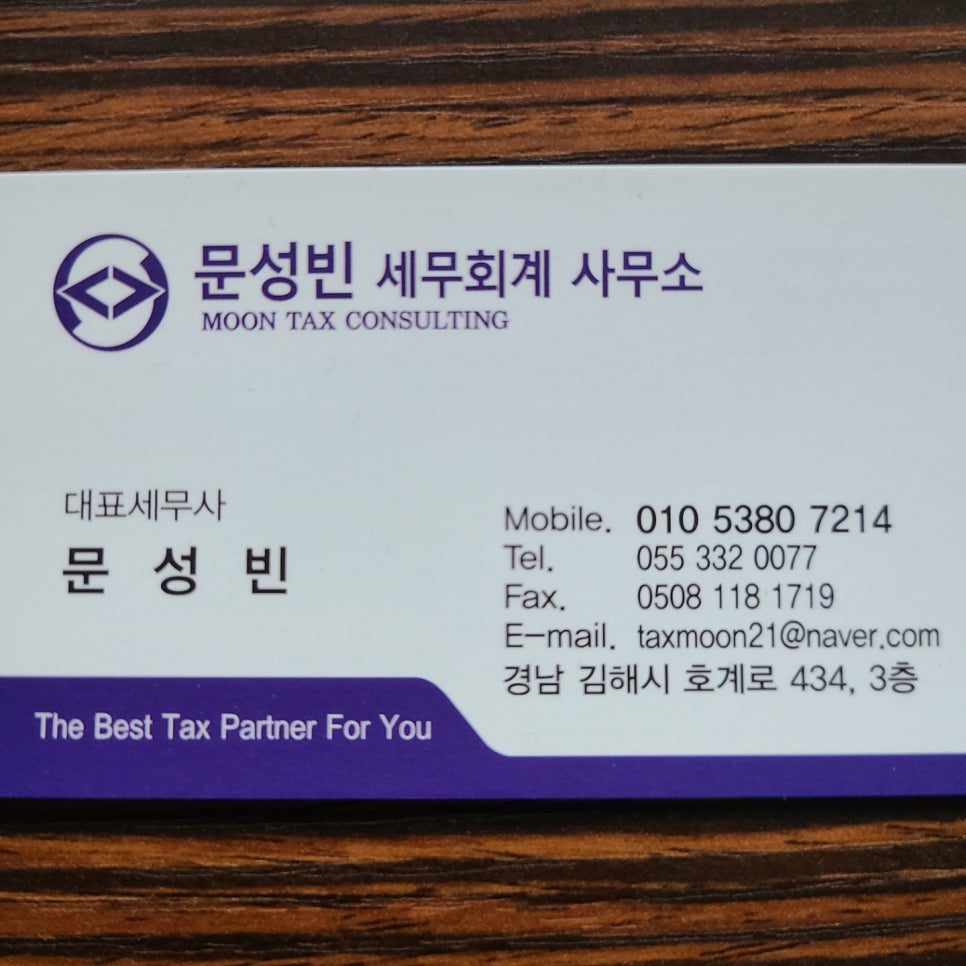 문성빈 세무회계 사무소
MOON TAX CONSULTING
대표세무사
문 성 빈
Mobile. 010 5380 7214
Tel. 055 332 0077
Fax. 0508 118 1719
E-mail. taxmoon21@naver.com
경남 김해시 호계로 434, 3층
The Best Tax Partner For You